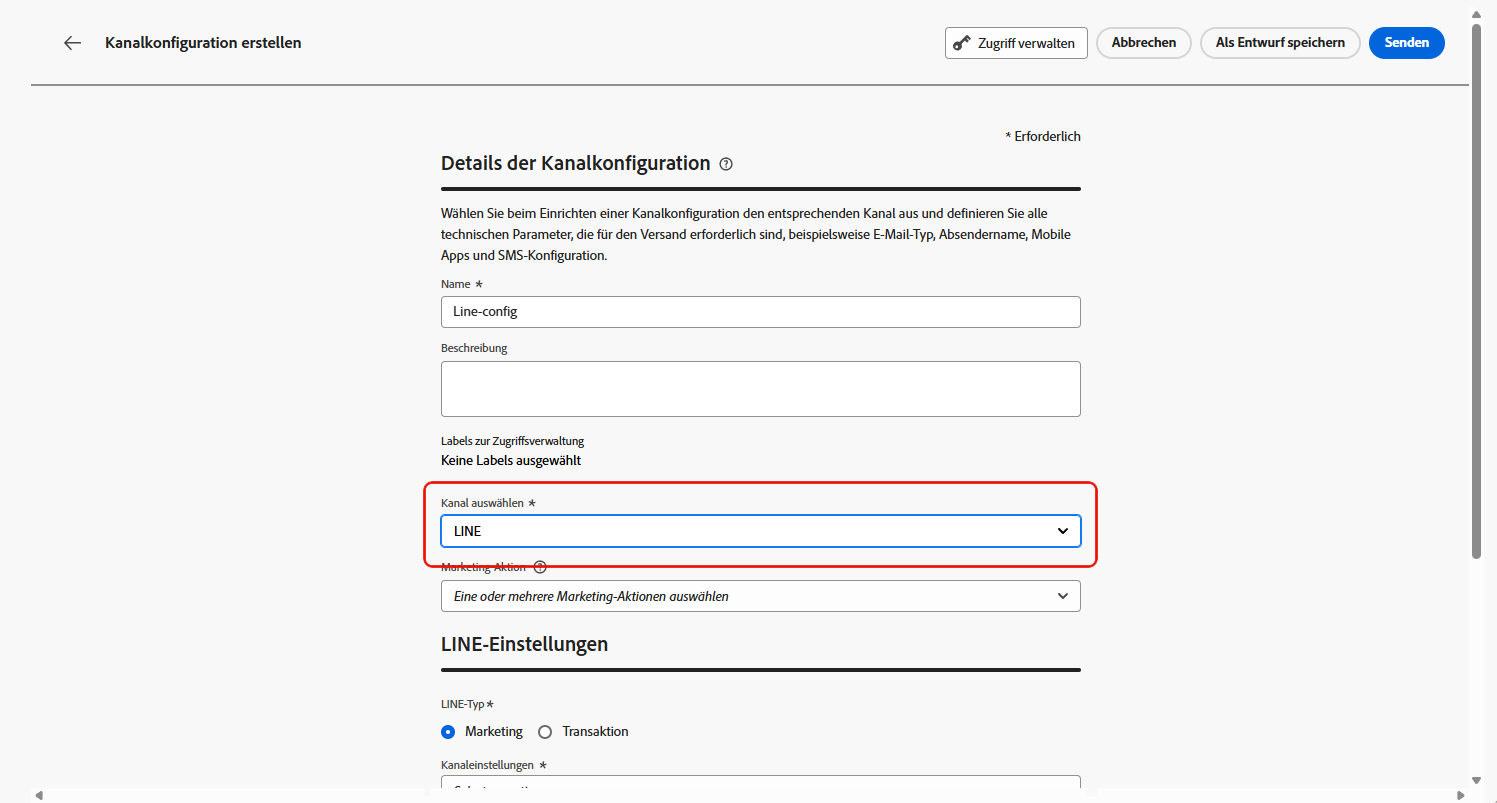 Kanalkonfiguration erstellen
Zugriff verwalten
Abbrechen
Als Entwurf speichern
Senden
* Erforderlich
Details der Kanalkonfiguration
Wählen Sie beim Einrichten einer Kanalkonfiguration den entsprechenden Kanal aus und definieren Sie alle
technischen Parameter, die für den Versand erforderlich sind, beispielsweise E-Mail-Typ, Absendername, Mobile
Apps und SMS-Konfiguration.
Name *
Line-config
Beschreibung
Labels zur Zugriffsverwaltung
Keine Labels ausgewählt
Kanal auswählen *
LINE
Marketing-Aktion
Eine oder mehrere Marketing-Aktionen auswählen
LINE-Einstellungen
LINE-Typ *
Marketing
Transaktion
Kanaleinstellungen *